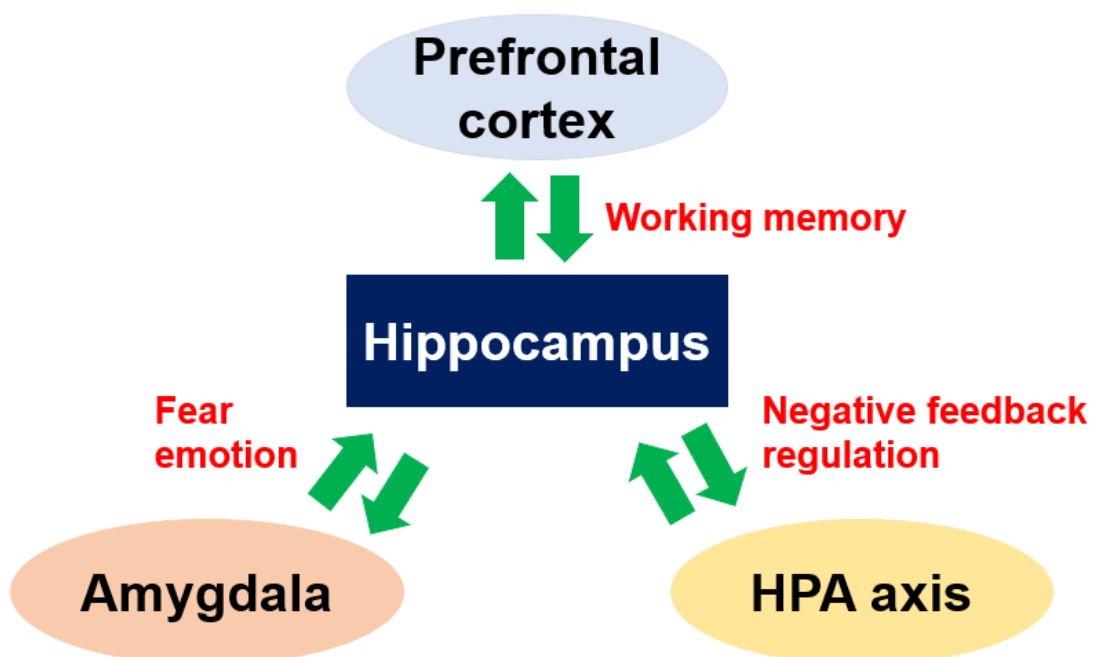 Prefrontal
cortex
Working memory
Hippocampus
Fear
emotion
Negative feedback
regulation
Amygdala
HPA axis